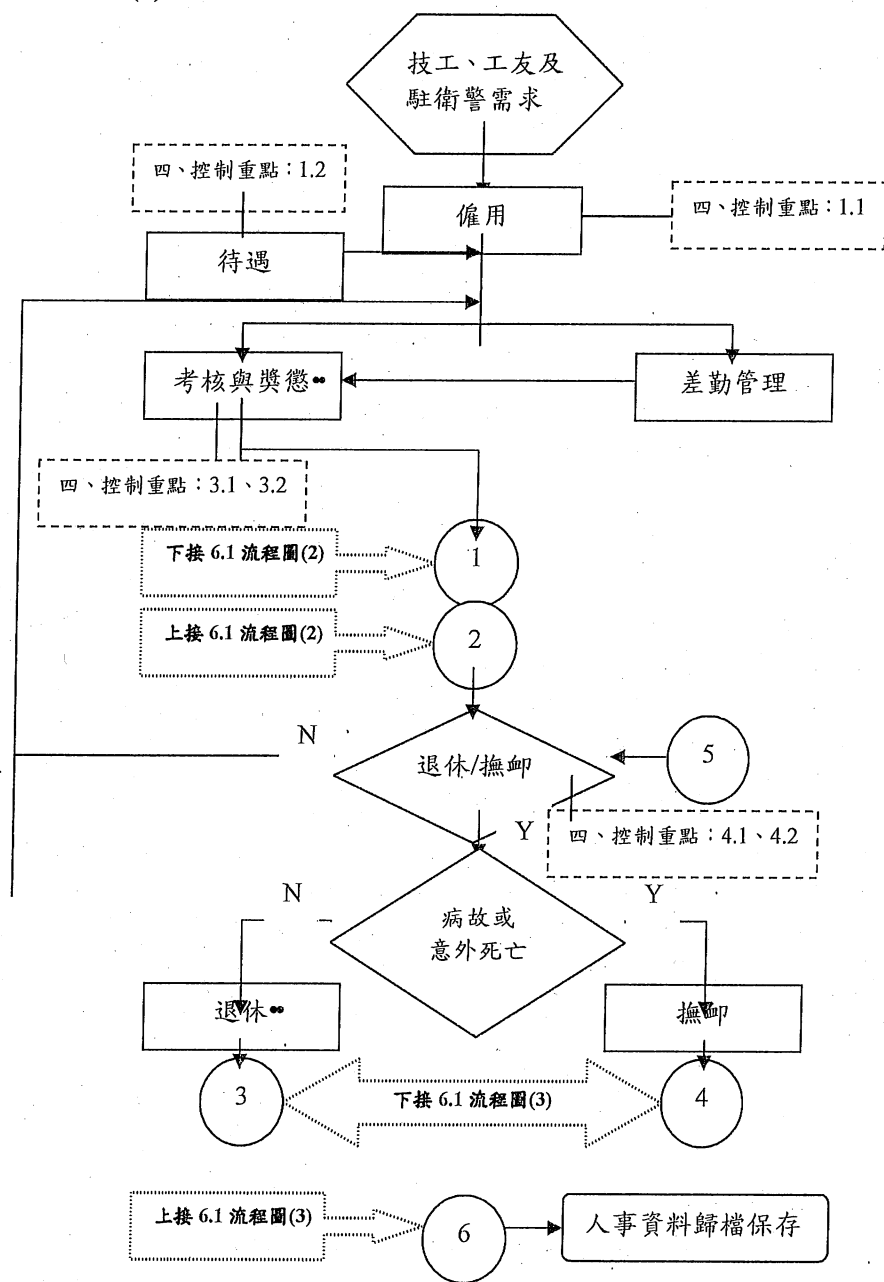 技工、工友及
駐衛警需求
四、控制重點：1.2
僱用
四、控制重點：1.1
待遇
考核與獎懲••
差勤管理
四、控制重點：3.1、3.2
下接 6.1 流程圖(2)
1
上接 6.1 流程圖(2)
2
N
退休/撫卹
5
Y
四、控制重點：4.1、4.2
N
病故或
意外死亡
Y
退休••
撫卹
3
下接 6.1 流程圖(3)
4
上接 6.1 流程圖(3)
6
人事資料歸檔保存